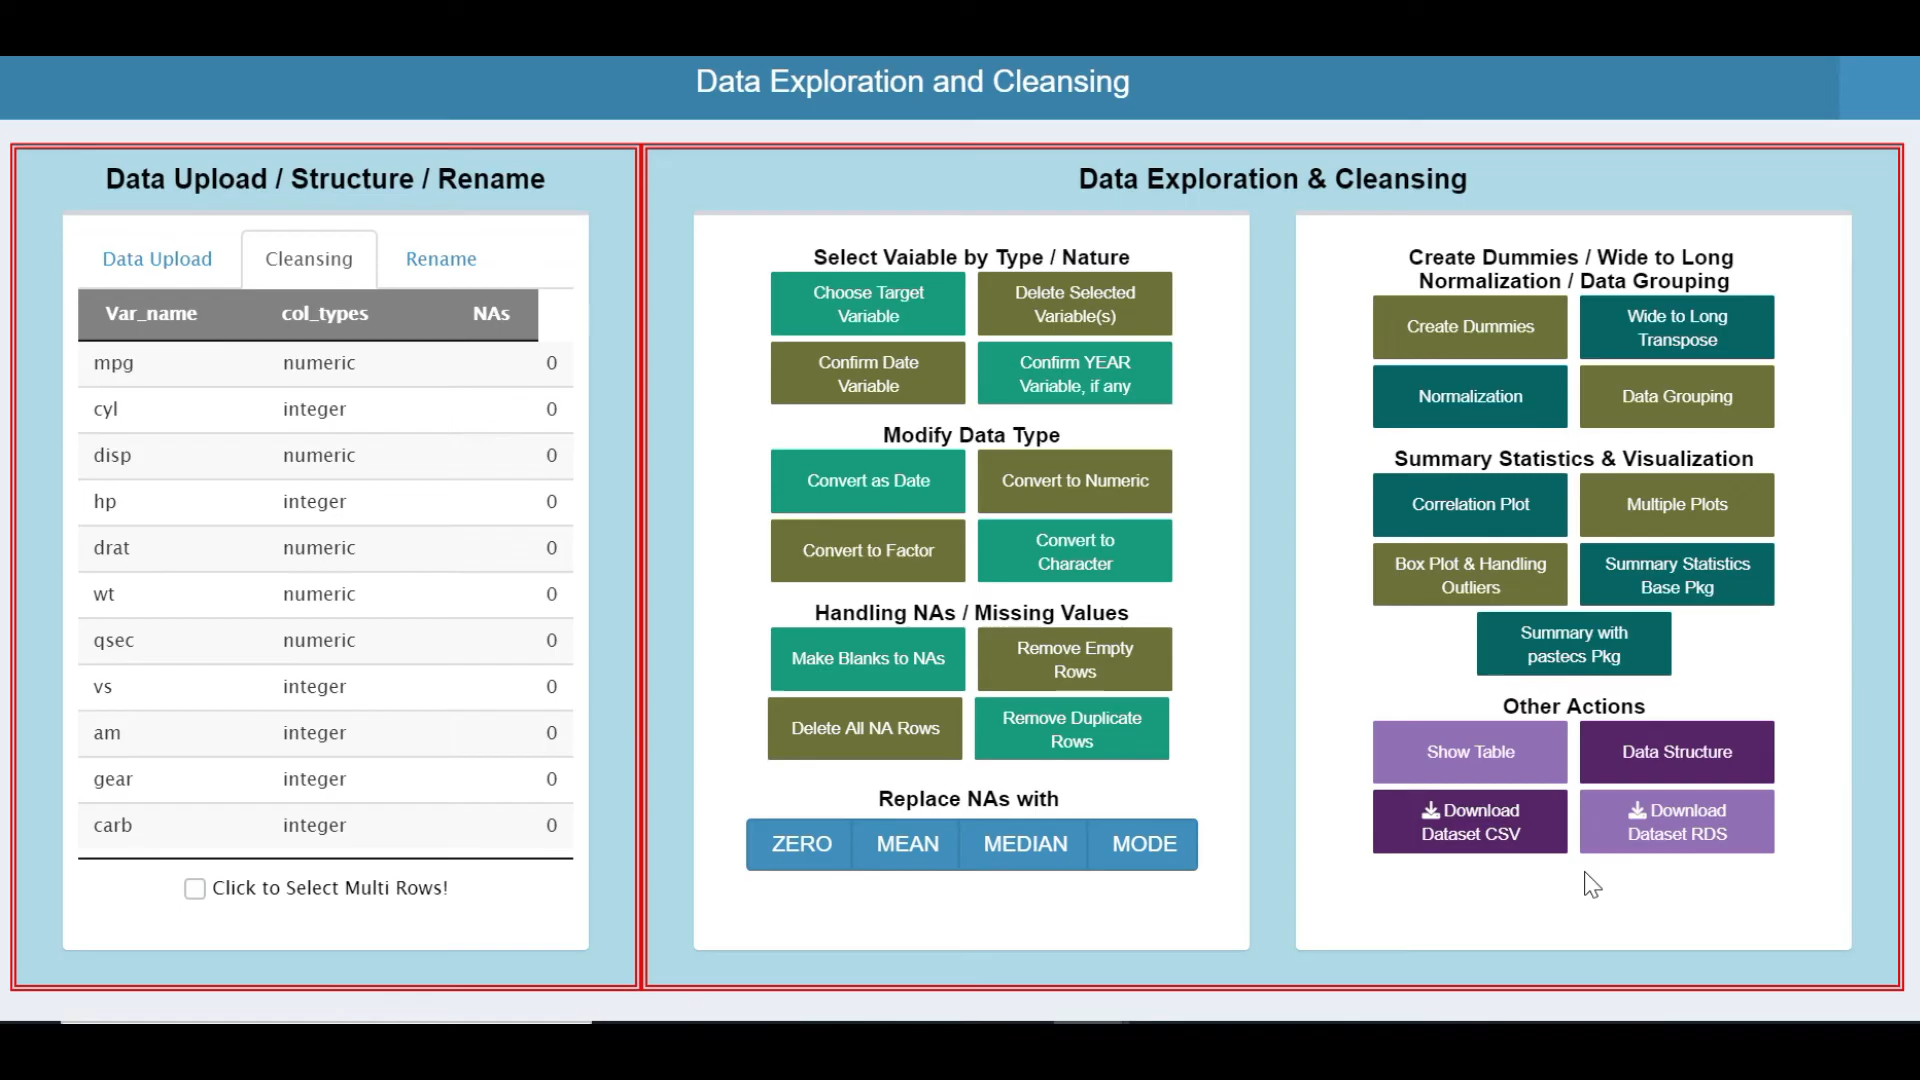 Data Exploration and Cleansing
Data Upload / Structure / Rename
Data Upload Cleansing Rename
Var_name col_types NAs
mpg numeric 0
cyl integer 0
disp numeric 0
hp integer 0
drat numeric 0
wt numeric 0
qsec numeric 0
vs integer 0
am integer 0
gear integer 0
carb integer 0
Click to Select Multi Rows!
Data Exploration & Cleansing
Select Vaiable by Type / Nature
Choose Target
Variable
Delete Selected
Variable(s)
Confirm Date
Variable
Confirm YEAR
Variable, if any
Modify Data Type
Convert as Date
Convert to Numeric
Convert to Factor
Convert to
Character
Handling NAs / Missing Values
Make Blanks to NAs
Remove Empty
Rows
Delete All NA Rows
Remove Duplicate
Rows
Replace NAs with
ZERO MEAN MEDIAN MODE
Create Dummies / Wide to Long
Normalization / Data Grouping
Create Dummies
Wide to Long
Transpose
Normalization
Data Grouping
Summary Statistics & Visualization
Correlation Plot
Multiple Plots
Box Plot & Handling
Outliers
Summary Statistics
Base Pkg
Summary with
pastecs Pkg
Other Actions
Show Table
Data Structure
Download
Dataset CSV
Download
Dataset RDS